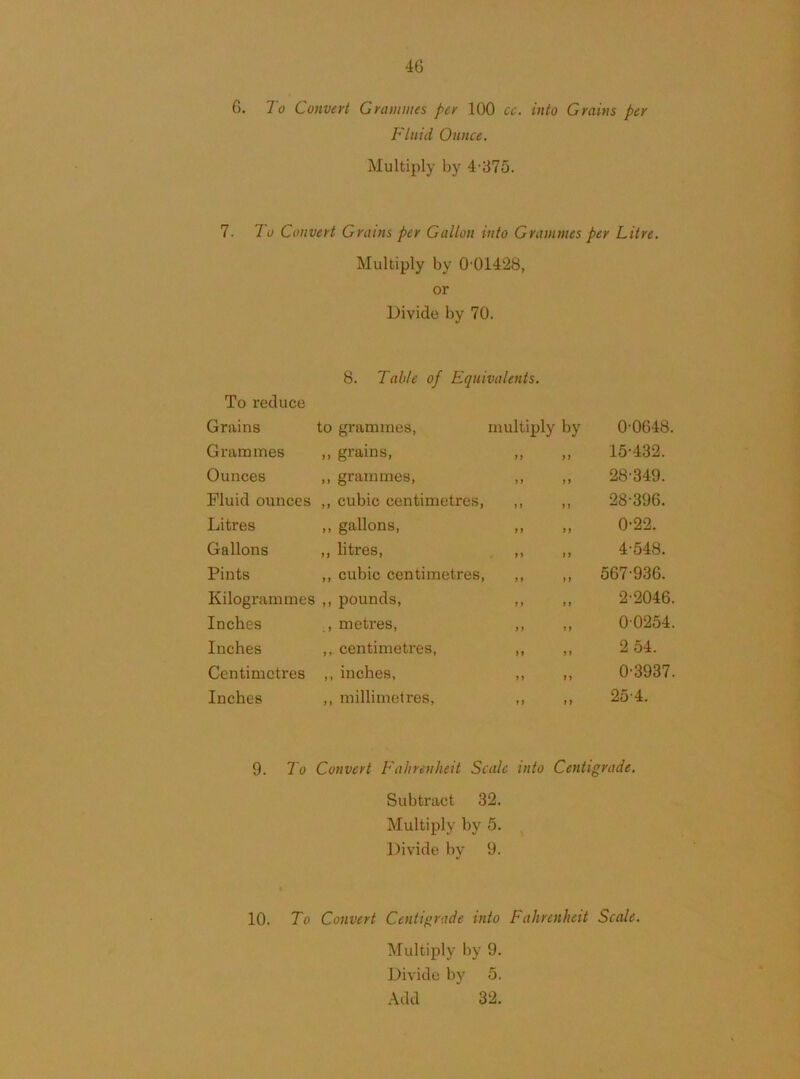 46
6. To Convert Grammes per 100 cc. into Grains per
Fluid Ounce.
Multiply by 4·375.
7. To Convert Grains per Gallon into Grammes per Litre.
Multiply by 0·01428,
or
Divide by 70.
8. Table of Equivalents.
To reduce
Grains to grammes, multiply by 0·0648.
Grammes ,, grains, ,, ,, 15·432.
Ounces ,, grammes, ,, ,, 28·349.
Fluid ounces ,, cubic centimetres, ,, ,, 28·396.
Litres ,, gallons, ,, ,, 0·22.
Gallons ,, litres, ,, ,, 4·548.
Pints ,, cubic centimetres, ,, ,, 567·936.
Kilogrammes ,, pounds, ,, ,, 2·2046.
Inches ,, metres, ,, ,, 0·0254.
Inches ,, centimetres, ,, ,, 2 54.
Centimetres ,, inches, ,, ,, 0·3937.
Inches ,, millimetres, ,, ,, 25·4.
9. To Convert Fahrenheit Scale into Centigrade.
Subtract 32.
Multiply by 5.
Divide by 9.
10. To Convert Centigrade into Fahrenheit Scale.
Multiply by 9.
Divide by 5.
Add 32.